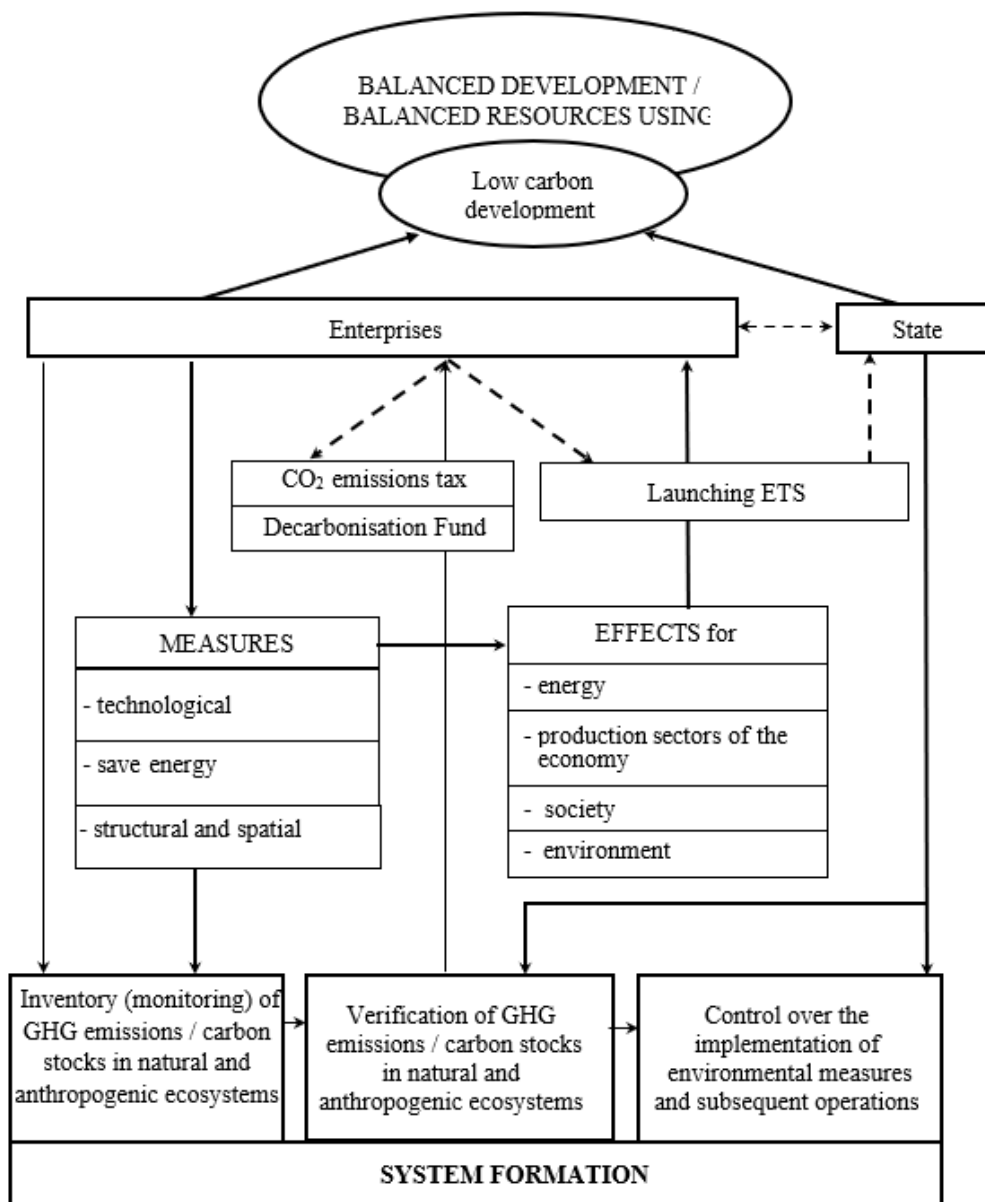 BALANCED DEVELOPMENT /
BALANCED RESOURCES USING
Low carbon
development
Enterprises
State
CO₂ emissions tax
Decarbonisation Fund
Launching ETS
MEASURES
- technological
- save energy
- structural and spatial
EFFECTS for
- energy
- production sectors of the
economy
- society
- environment
Inventory (monitoring) of
GHG emissions / carbon
stocks in natural and
anthropogenic ecosystems
Verification of GHG
emissions / carbon stocks
in natural and
anthropogenic ecosystems
Control over the
implementation of
environmental measures
and subsequent operations
SYSTEM FORMATION